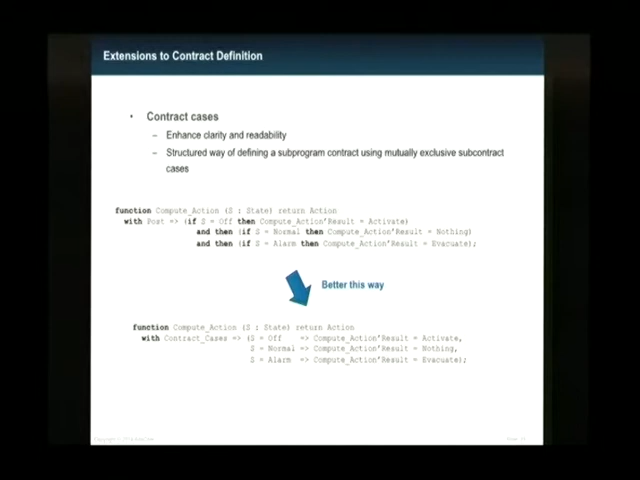 Extensions to Contract Definition
• Contract cases
– Enhance clarity and readability
– Structured way of defining a subprogram contract using mutually exclusive subcontract
cases
function Compute_Action (S : State) return Action
with Post => (if S = Off then Compute_Action'Result = Activate)
and then (if S = Normal then Compute_Action'Result = Nothing)
and then (if S = Alarm then Compute_Action'Result = Evacuate);
Better this way
function Compute_Action (S : State) return Action
with Contract_Cases => (S = Off => Compute_Action'Result = Activate,
S = Normal => Compute_Action'Result = Nothing,
S = Alarm => Compute_Action'Result = Evacuate);